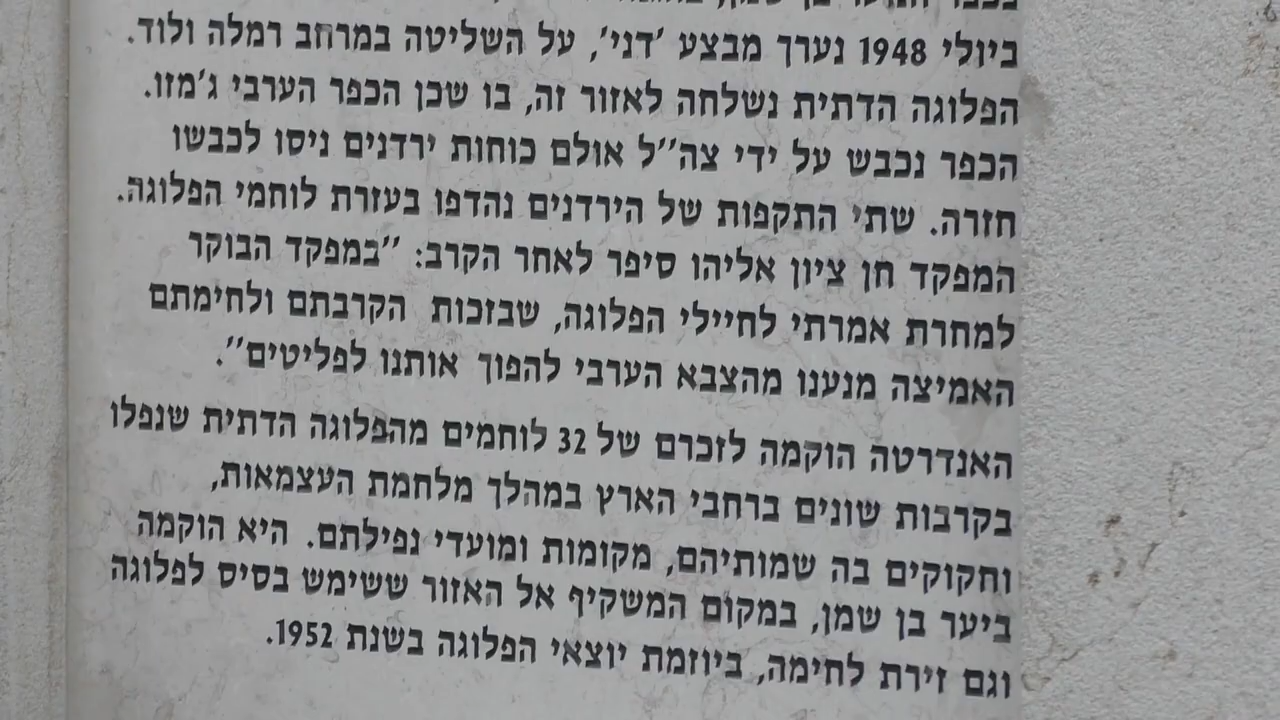 ביולי 1948 נערך מבצע 'דני', על השליטה במרחב רמלה ולוד.
הפלוגה הדתית נשלחה לאזור זה, בו שכן הכפר הערבי ג'מזו.
הכפר נכבש על ידי צה''ל אולם כוחות ירדנים ניסו לכבשו
חזרה. שתי התקפות של הירדנים נהדפו בעזרת לוחמי הפלוגה.
המפקד חן ציון אליהו סיפר לאחר הקרב: ''במפקד הבוקר
למחרת אמרתי לחיילי הפלוגה, שבזכות הקרבתם ולחימתם
האמיצה מנענו מהצבא הערבי להפוך אותנו לפליטים''.
האנדרטה הוקמה לזכרם של 32 לוחמים מהפלוגה הדתית שנפלו
בקרבות שונים ברחבי הארץ במהלך מלחמת העצמאות,
וחקוקים בה שמותיהם, מקומות ומועדי נפילתם. היא הוקמה
ביער בן שמן, במקום המשקיף אל האזור ששימש בסיס לפלוגה
וגם זירת לחימה, ביוזמת יוצאי הפלוגה בשנת 1952.